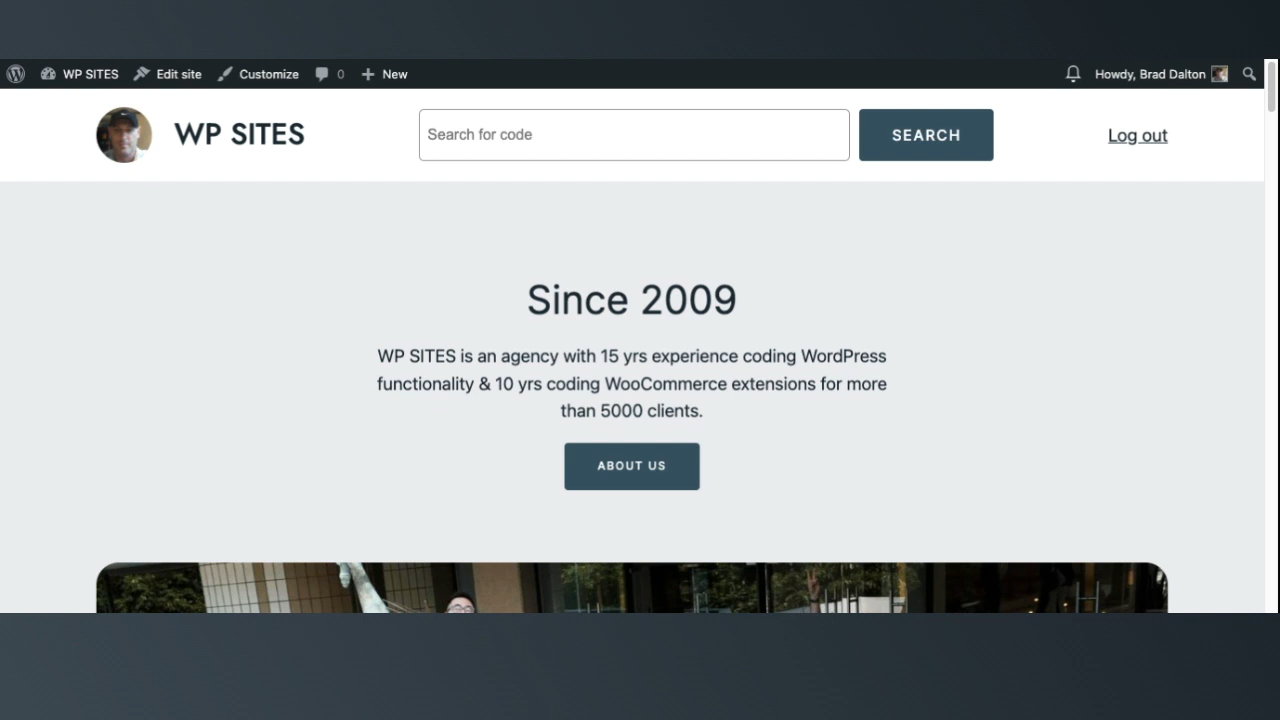 WP SITES Edit site Customize 0 New Howdy, Brad Dalton
WP SITES Search for code SEARCH Log out
Since 2009
WP SITES is an agency with 15 yrs experience coding WordPress
functionality & 10 yrs coding WooCommerce extensions for more
than 5000 clients.
ABOUT US